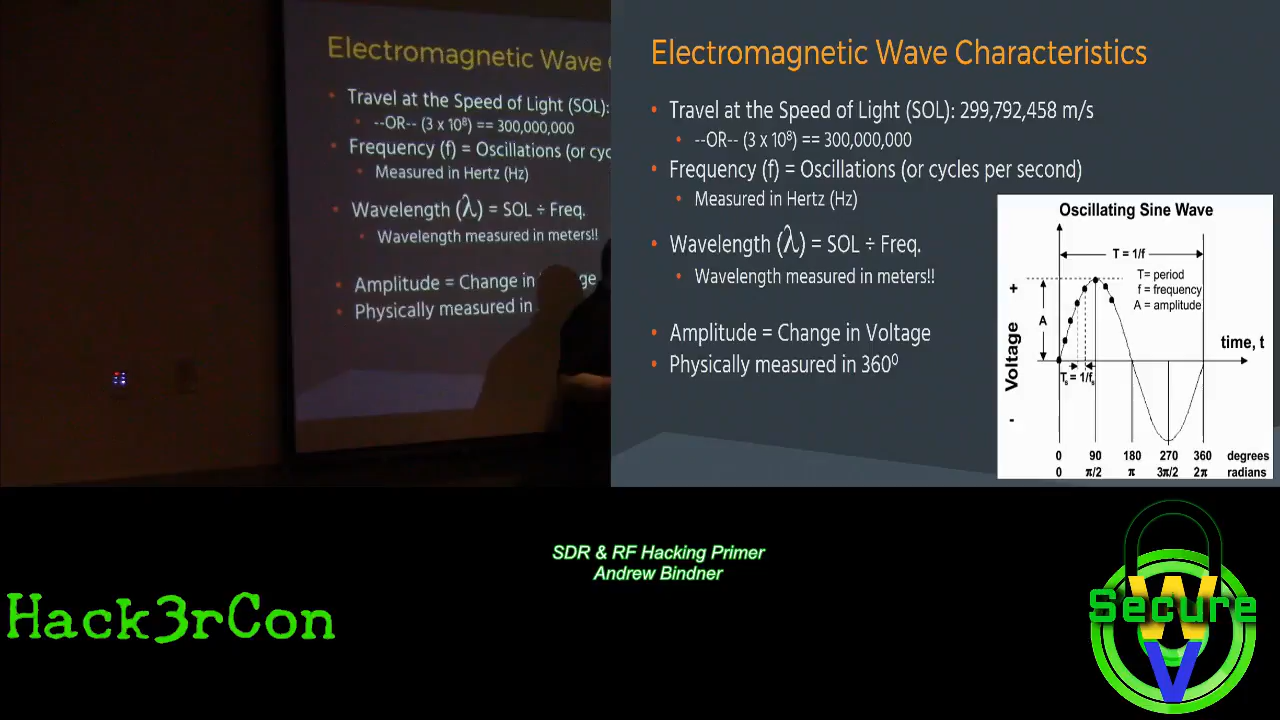 Electromagnetic Wave
Travel at the Speed of Light (SOL):
--OR-- (3 x 10⁸) == 300,000,000
Frequency (f) = Oscillations (or cyc
Measured in Hertz (Hz)
Wavelength (λ) = SOL ÷ Freq.
Wavelength measured in meters!!
Amplitude = Change in
Physically measured in
Electromagnetic Wave Characteristics
• Travel at the Speed of Light (SOL): 299,792,458 m/s
• --OR-- (3 x 10⁸) == 300,000,000
• Frequency (f) = Oscillations (or cycles per second)
• Measured in Hertz (Hz)
• Wavelength (λ) = SOL ÷ Freq.
• Wavelength measured in meters!!
• Amplitude = Change in Voltage
• Physically measured in 360⁰
Oscillating Sine Wave
T = 1/f
T= period
f = frequency
A = amplitude
+
A
Voltage
-
time, t
Tₛ = 1/fₛ
0 90 180 270 360 degrees
0 π/2 π 3π/2 2π radians
SDR & RF Hacking Primer
Andrew Bindner
Hack3rCon
Secure
WV